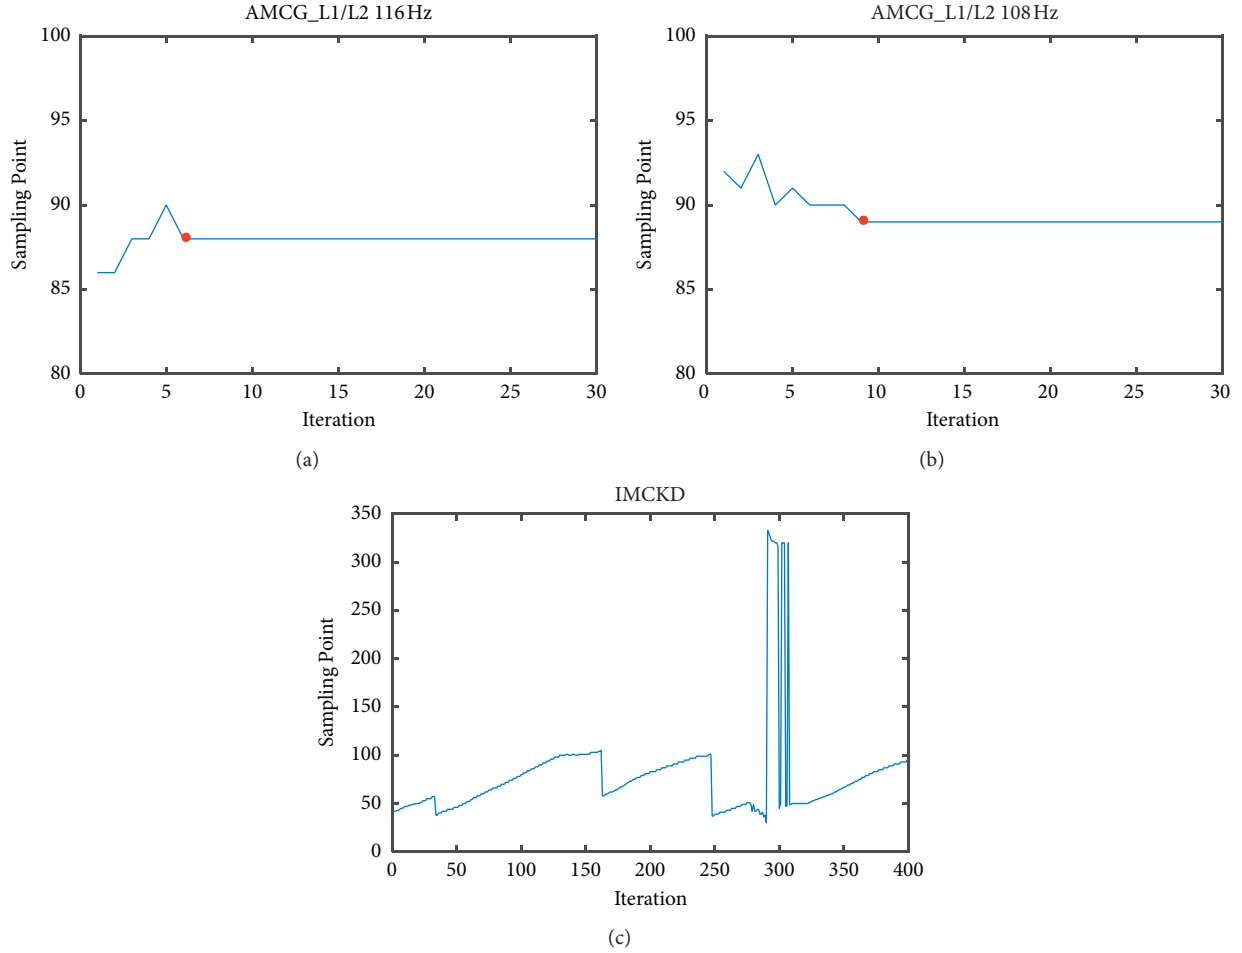 AMCG_L1/L2 116 Hz
100
95
90
85
80
Sampling Point
0 5 10 15 20 25 30
Iteration
(a)
AMCG_L1/L2 108 Hz
100
95
90
85
80
Sampling Point
0 5 10 15 20 25 30
Iteration
(b)
IMCKD
350
300
250
200
150
100
50
0
Sampling Point
0 50 100 150 200 250 300 350 400
Iteration
(c)